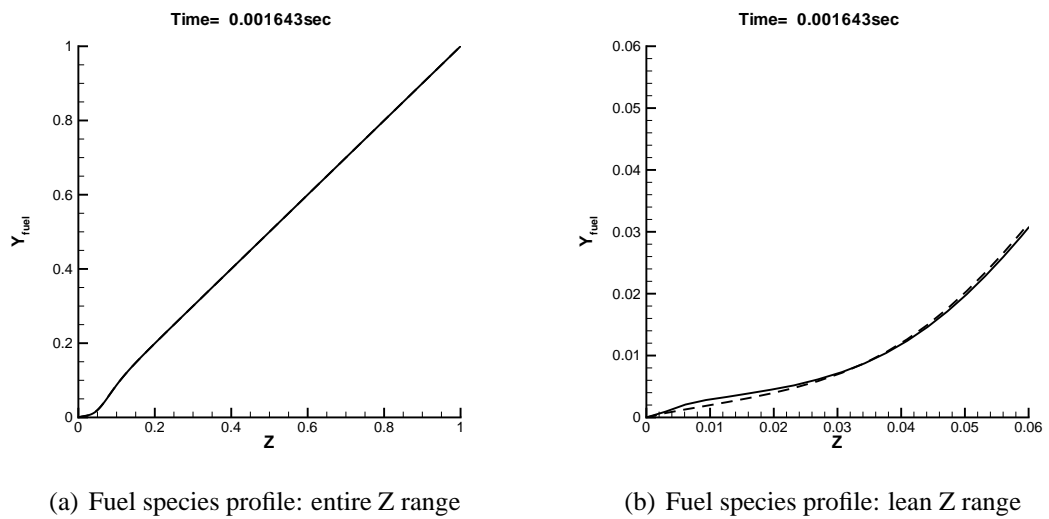 Time= 0.001643sec
1
0.8
0.6
0.4
0.2
0
Y_fuel
0 0.2 0.4 0.6 0.8 1
Z
(a) Fuel species profile: entire Z range
Time= 0.001643sec
0.06
0.05
0.04
0.03
0.02
0.01
0
Y_fuel
0 0.01 0.02 0.03 0.04 0.05 0.06
Z
(b) Fuel species profile: lean Z range